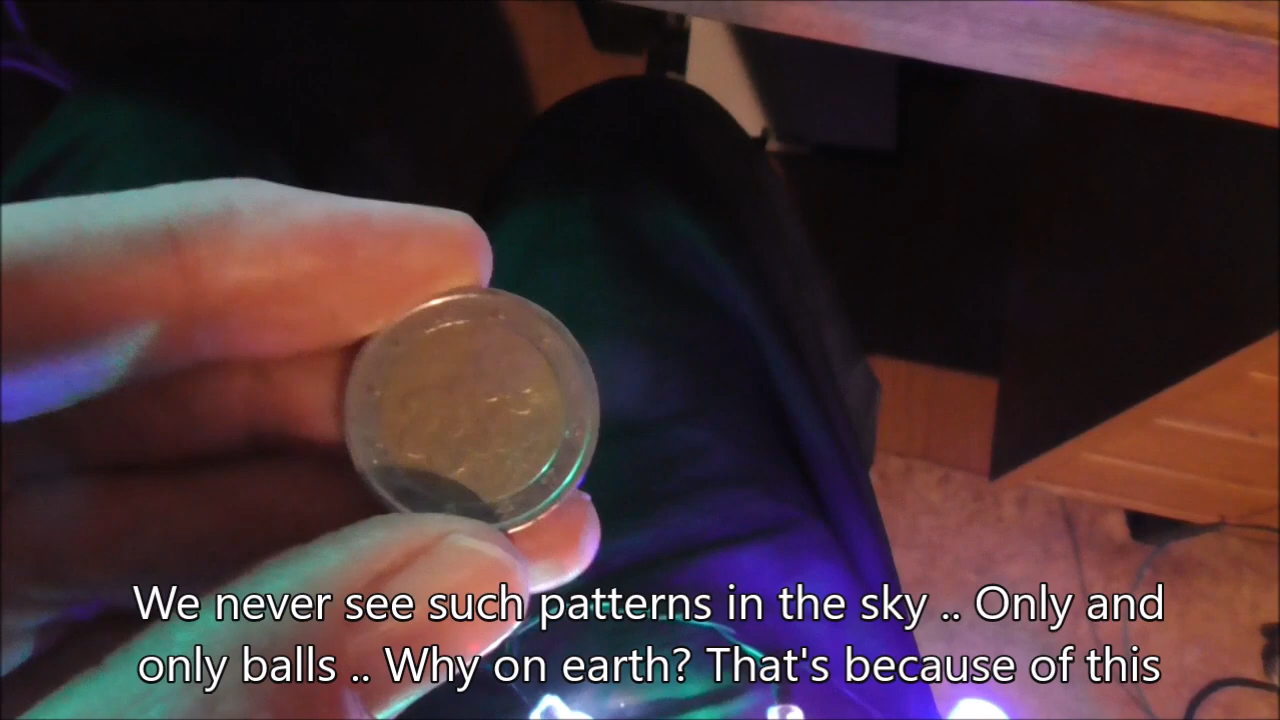 We never see such patterns in the sky .. Only and
only balls .. Why on earth? That's because of this